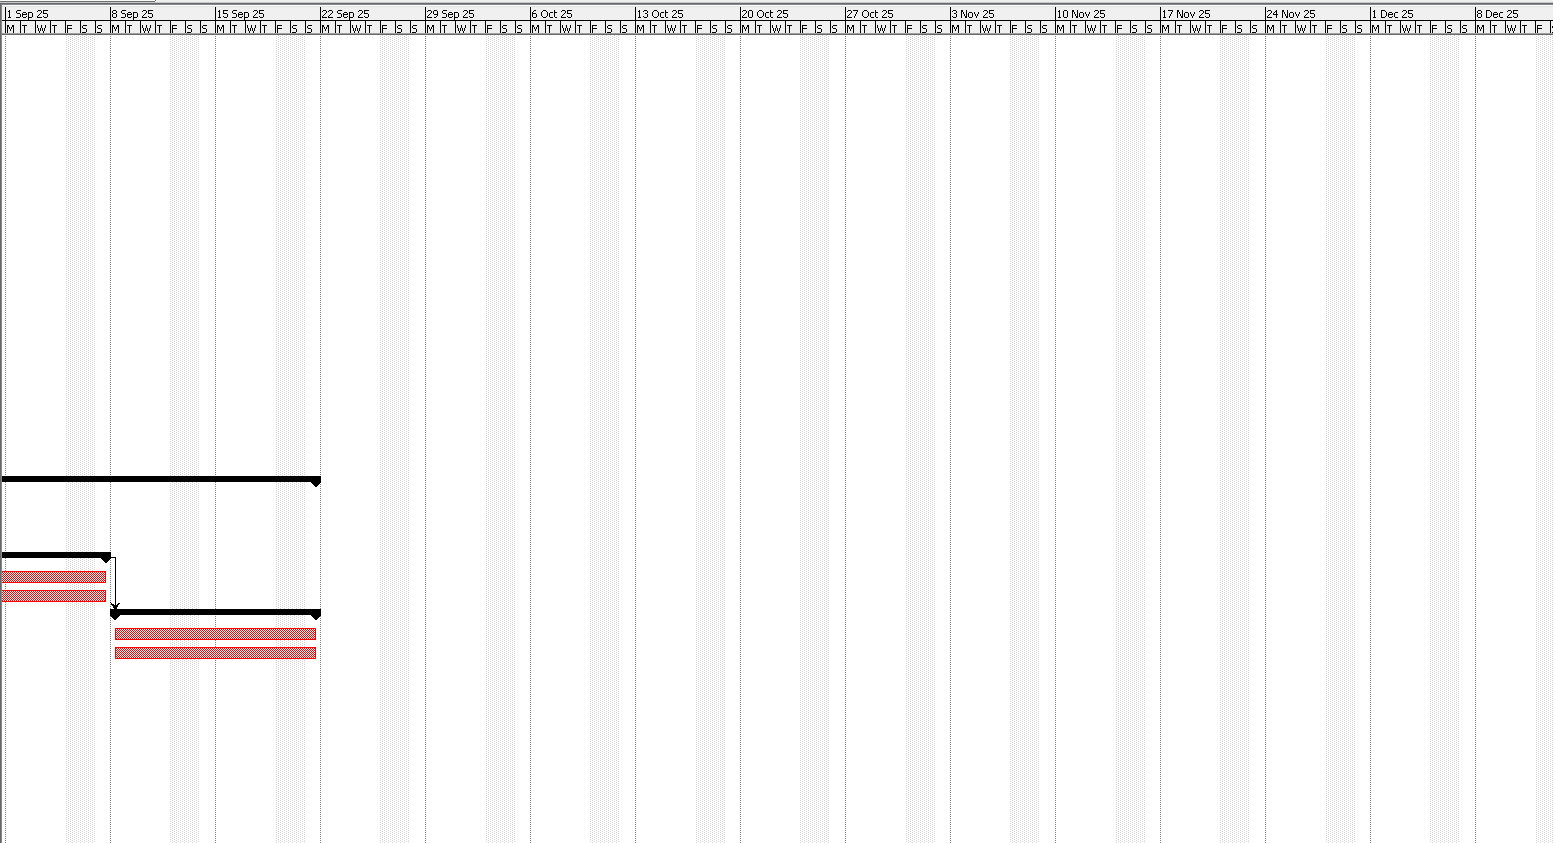 1 Sep 25 8 Sep 25 15 Sep 25 22 Sep 25 29 Sep 25 6 Oct 25 13 Oct 25 20 Oct 25 27 Oct 25 3 Nov 25 10 Nov 25 17 Nov 25 24 Nov 25 1 Dec 25 8 Dec 25
M T W T F S S M T W T F S S M T W T F S S M T W T F S S M T W T F S S M T W T F S S M T W T F S S M T W T F S S M T W T F S S M T W T F S S M T W T F S S M T W T F S S M T W T F S S M T W T F S S M T W T F